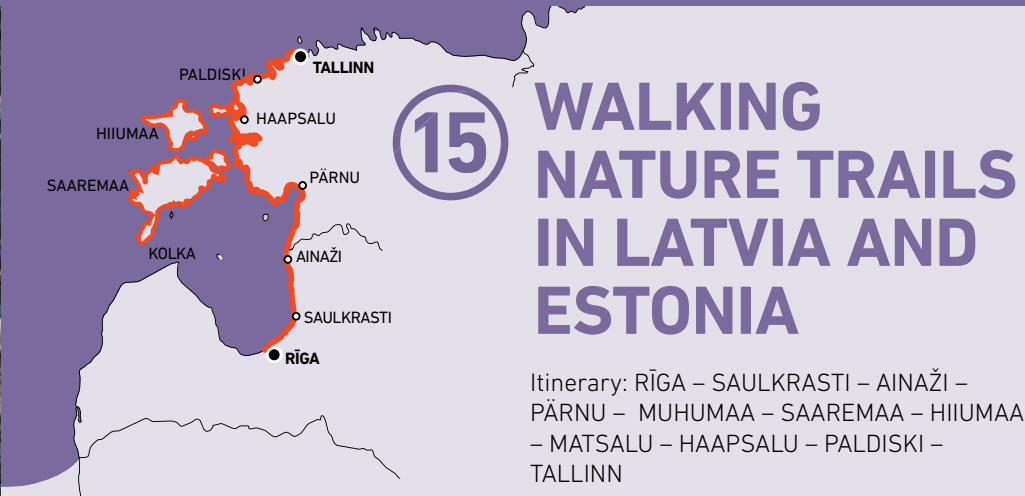 TALLINN
PALDISKI
HAAPSALU
HIIUMAA
SAAREMAA
PÄRNU
KOLKA
AINAŽI
SAULKRASTI
RĪGA
15
WALKING
NATURE TRAILS
IN LATVIA AND
ESTONIA
Itinerary: RĪGA – SAULKRASTI – AINAŽI –
PÄRNU – MUHUMAA – SAAREMAA – HIIUMAA
– MATSALU – HAAPSALU – PALDISKI –
TALLINN